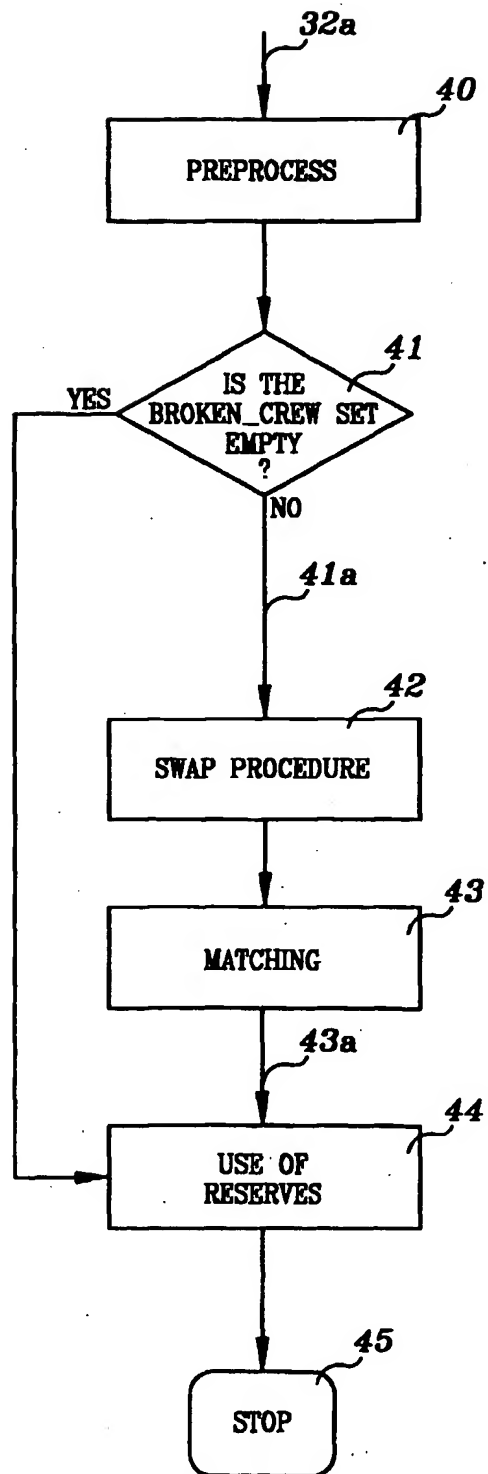 32a
40
PREPROCESS
41
YES
IS THE
BROKEN_CREW SET
EMPTY
?
NO
41a
42
SWAP PROCEDURE
43
MATCHING
43a
44
USE OF
RESERVES
45
STOP